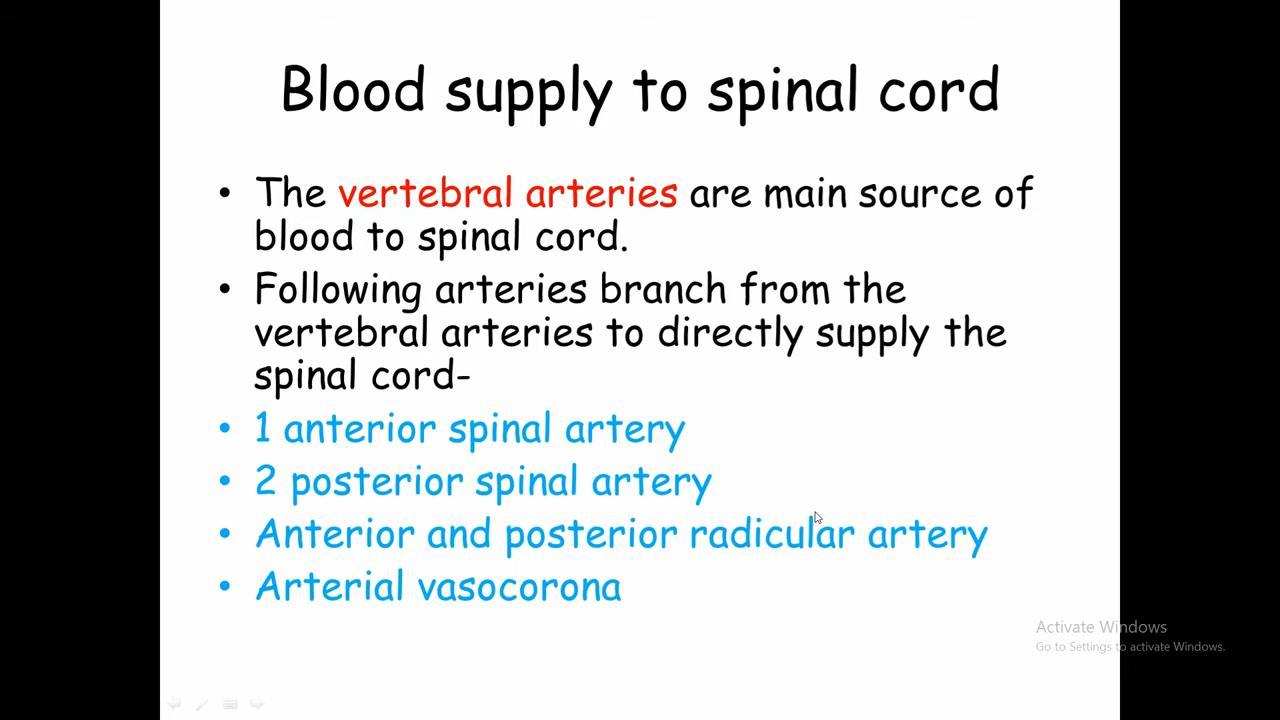 Blood supply to spinal cord
• The vertebral arteries are main source of
blood to spinal cord.
• Following arteries branch from the
vertebral arteries to directly supply the
spinal cord-
• 1 anterior spinal artery
• 2 posterior spinal artery
• Anterior and posterior radicular artery
• Arterial vasocorona
Activate Windows
Go to Settings to activate Windows.